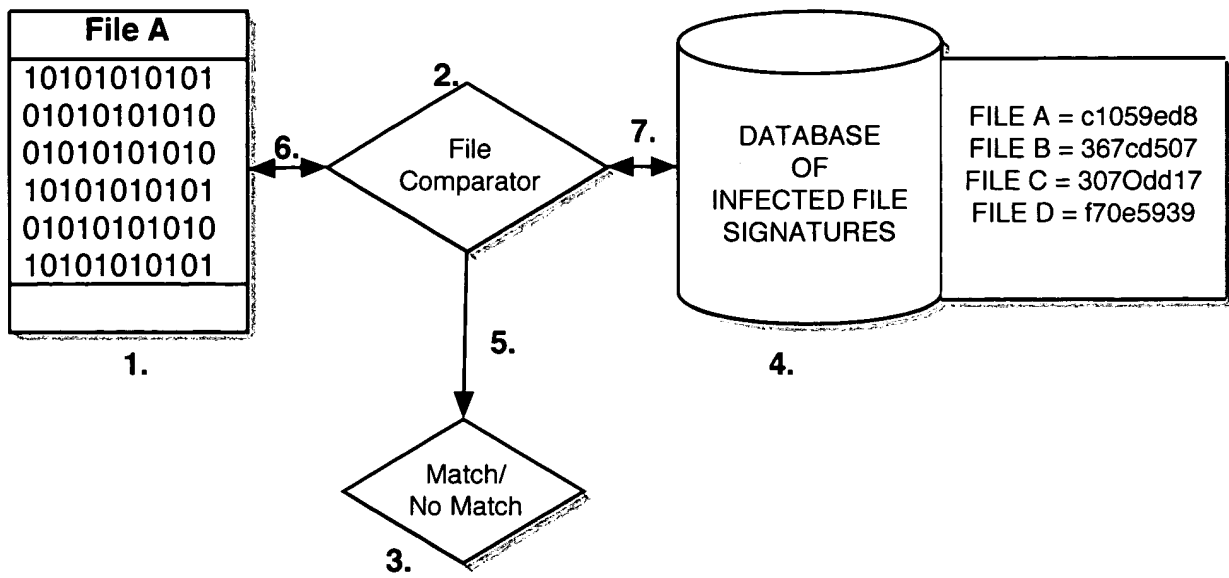 File A
10101010101
01010101010
01010101010
10101010101
01010101010
10101010101
1.
2.
6.
File
Comparator
7.
5.
Match/
No Match
3.
DATABASE
OF
INFECTED FILE
SIGNATURES
4.
FILE A = c1059ed8
FILE B = 367cd507
FILE C = 307Odd17
FILE D = f70e5939